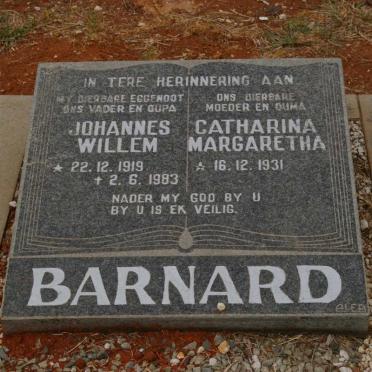 IN TERE HERINNERING AAN
MY DIERBARE EGGENOOT
ONS VADER EN OUPA
JOHANNES
WILLEM
★ 22.12.1919
+ 2.6.1983
ONS DIERBARE
MOEDER EN OUMA
CATHARINA
MARGARETHA
☆ 16.12.1931
NADER MY GOD BY U
BY U IS EK VEILIG.
BARNARD